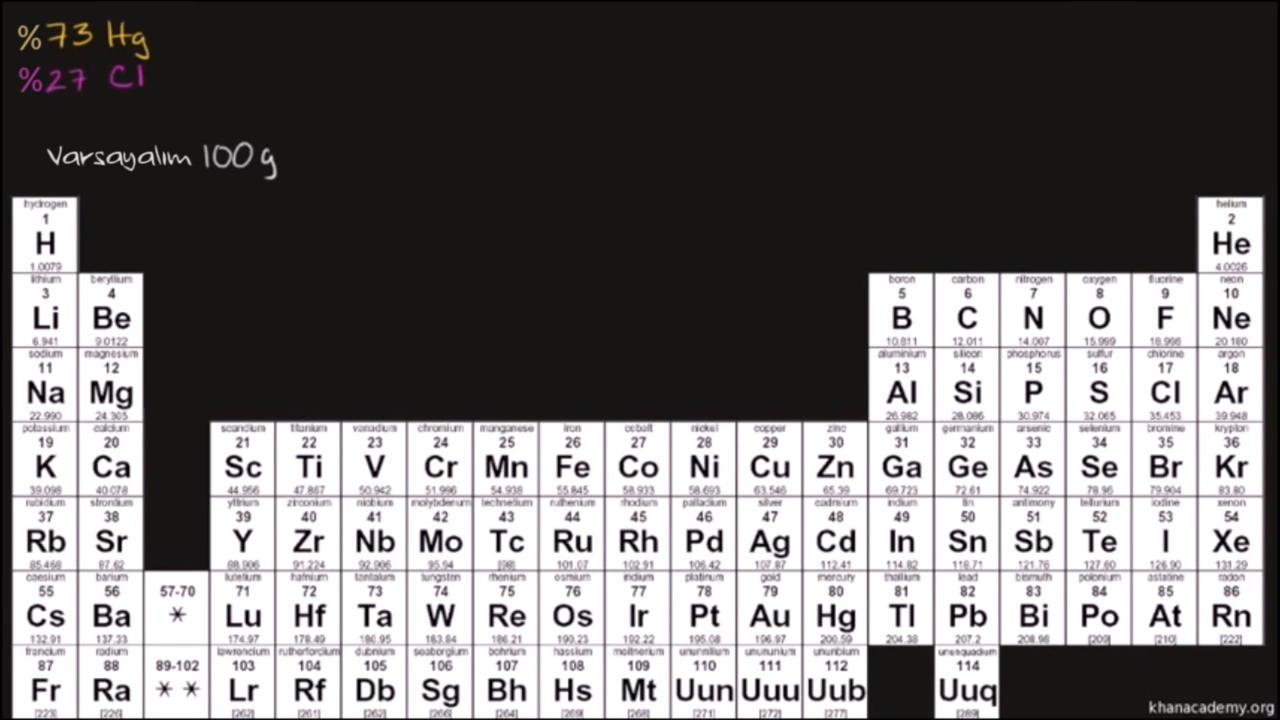 %73 Hg
%27 Cl
Varsayalım 100 g
hydrogen helium
1 2
H He
1.0079 4.0026
lithium beryllium boron carbon nitrogen oxygen fluorine neon
3 4 5 6 7 8 9 10
Li Be B C N O F Ne
6.941 9.0122 10.811 12.011 14.007 15.999 18.998 20.180
sodium magnesium aluminium silicon phosphorus sulfur chlorine argon
11 12 13 14 15 16 17 18
Na Mg Al Si P S Cl Ar
22.990 24.305 26.982 28.086 30.974 32.065 35.453 39.948
potassium calcium scandium titanium vanadium chromium manganese iron cobalt nickel copper zinc gallium germanium arsenic selenium bromine krypton
19 20 21 22 23 24 25 26 27 28 29 30 31 32 33 34 35 36
K Ca Sc Ti V Cr Mn Fe Co Ni Cu Zn Ga Ge As Se Br Kr
39.098 40.078 44.956 47.867 50.942 51.996 54.938 55.845 58.933 58.693 63.546 65.39 69.723 72.61 74.922 78.96 79.904 83.80
rubidium strontium yttrium zirconium niobium molybdenum technetium ruthenium rhodium palladium silver cadmium indium tin antimony tellurium iodine xenon
37 38 39 40 41 42 43 44 45 46 47 48 49 50 51 52 53 54
Rb Sr Y Zr Nb Mo Tc Ru Rh Pd Ag Cd In Sn Sb Te I Xe
85.468 87.62 88.906 91.224 92.906 95.94 [98] 101.07 102.91 106.42 107.87 112.41 114.82 118.71 121.76 127.60 126.90 131.29
caesium barium lutetium hafnium tantalum tungsten rhenium osmium iridium platinum gold mercury thallium lead bismuth polonium astatine radon
55 56 57-70 71 72 73 74 75 76 77 78 79 80 81 82 83 84 85 86
Cs Ba * Lu Hf Ta W Re Os Ir Pt Au Hg Tl Pb Bi Po At Rn
132.91 137.33 174.97 178.49 180.95 183.84 186.21 190.23 192.22 195.08 196.97 200.59 204.38 207.2 208.98 [209] [210] [222]
francium radium lawrencium rutherfordium dubnium seaborgium bohrium hassium meitnerium ununnilium unununium ununbium ununquadium
87 88 89-102 103 104 105 106 107 108 109 110 111 112 114
Fr Ra * * Lr Rf Db Sg Bh Hs Mt Uun Uuu Uub Uuq
[223] [226] [262] [261] [262] [266] [264] [269] [268] [271] [272] [277] [289]
khanacademy.org